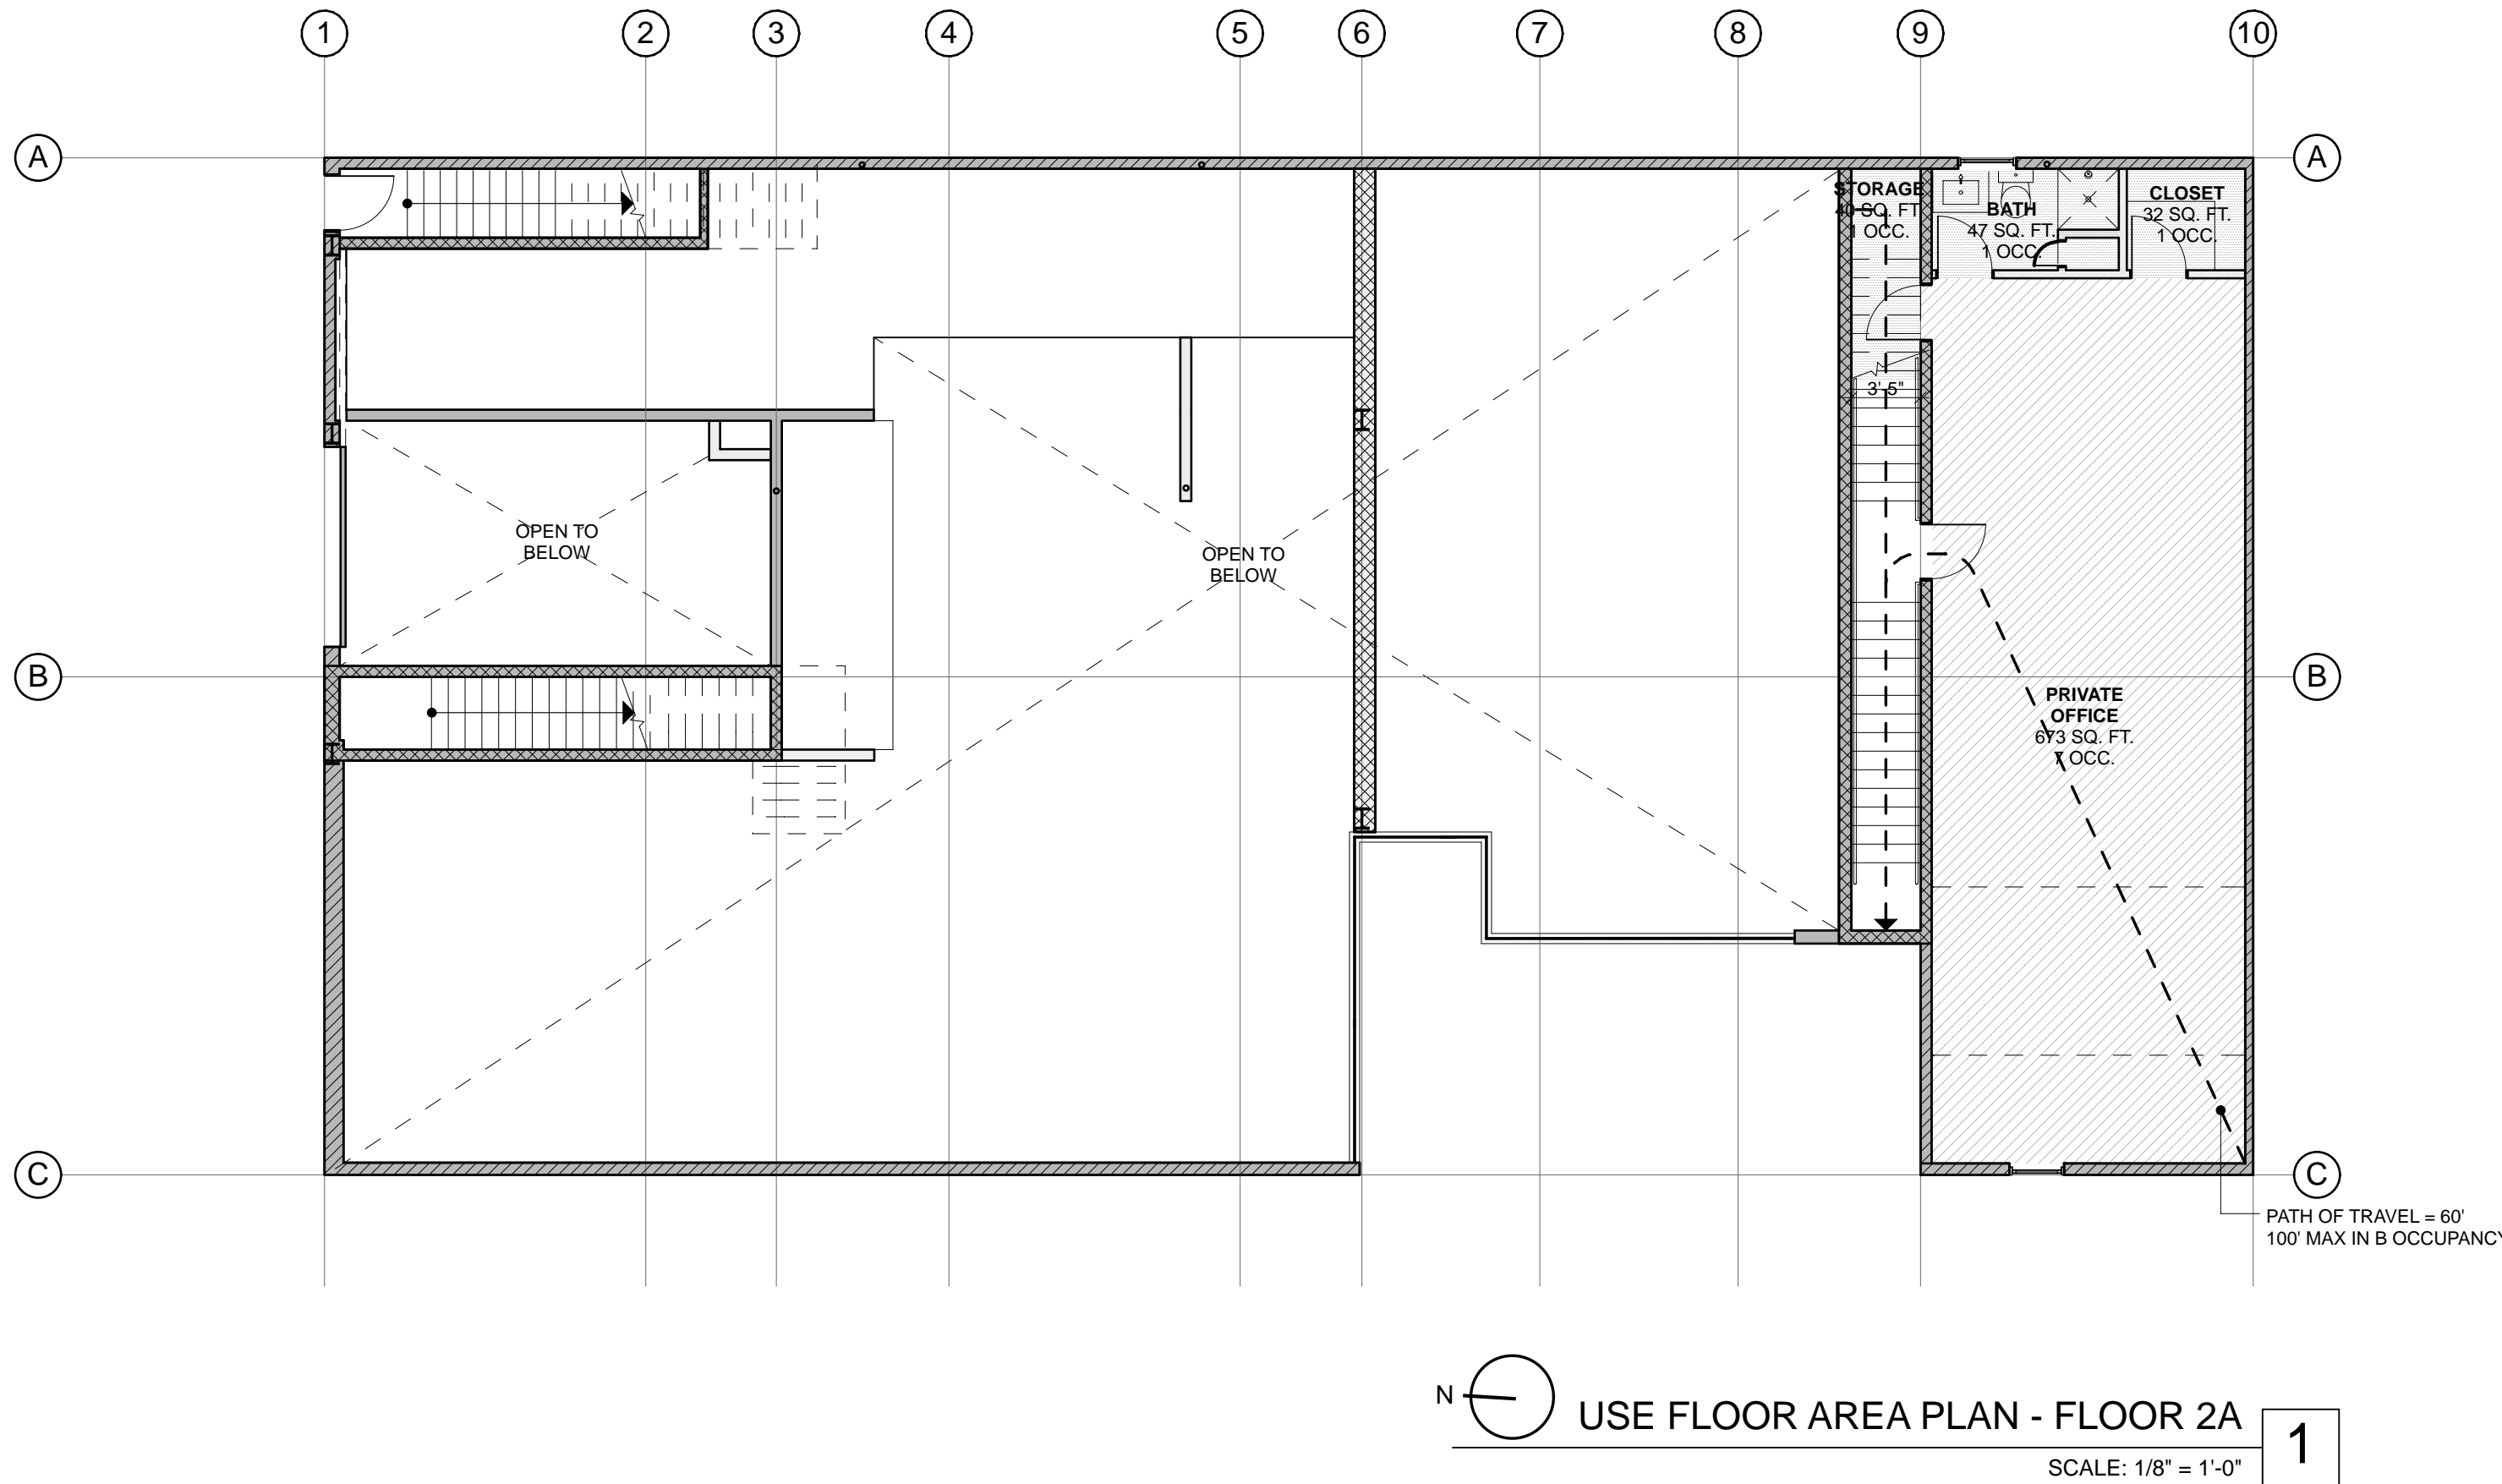 1 2 3 4 5 6 7 8 9 10
A A
STORAGE
40 SQ. FT.
1 OCC.
BATH
47 SQ. FT.
1 OCC.
CLOSET
32 SQ. FT.
1 OCC.
3'-5"
OPEN TO
BELOW
OPEN TO
BELOW
B B
PRIVATE
OFFICE
673 SQ. FT.
7 OCC.
C C
PATH OF TRAVEL = 60'
100' MAX IN B OCCUPANCY
N
USE FLOOR AREA PLAN - FLOOR 2A
1
SCALE: 1/8" = 1'-0"